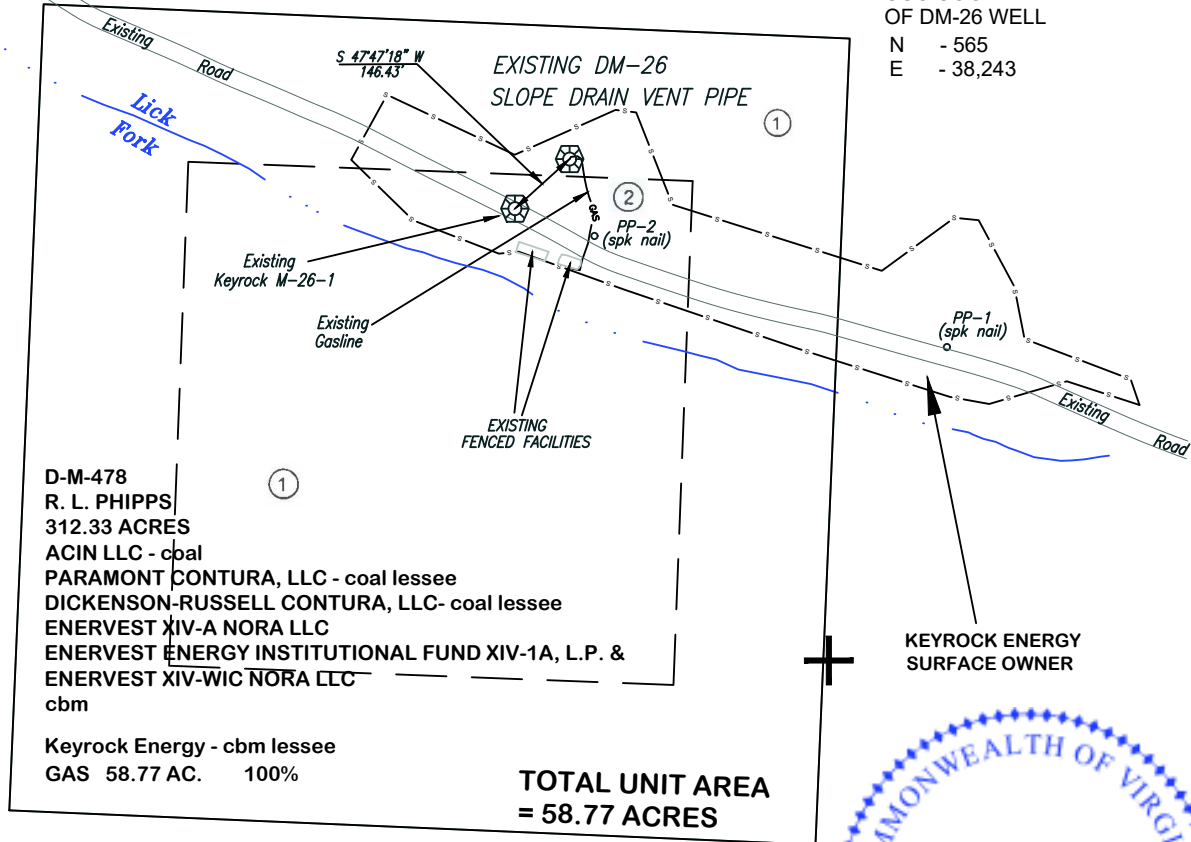 OF DM-26 WELL
N - 565
E - 38,243
Existing
Road
S 47°47'18" W
146.43'
EXISTING DM-26
SLOPE DRAIN VENT PIPE
1
Lick
Fork
2
GAS
PP-2
(spk nail)
Existing
Keyrock M-26-1
Existing
Gasline
PP-1
(spk nail)
EXISTING
FENCED FACILITIES
Existing
Road
1
D-M-478
R. L. PHIPPS
312.33 ACRES
ACIN LLC - coal
PARAMONT CONTURA, LLC - coal lessee
DICKENSON-RUSSELL CONTURA, LLC- coal lessee
ENERVEST XIV-A NORA LLC
ENERVEST ENERGY INSTITUTIONAL FUND XIV-1A, L.P. &
ENERVEST XIV-WIC NORA LLC
cbm
Keyrock Energy - cbm lessee
GAS 58.77 AC. 100%
KEYROCK ENERGY
SURFACE OWNER
TOTAL UNIT AREA
= 58.77 ACRES
MMONWEALTH OF VIRG